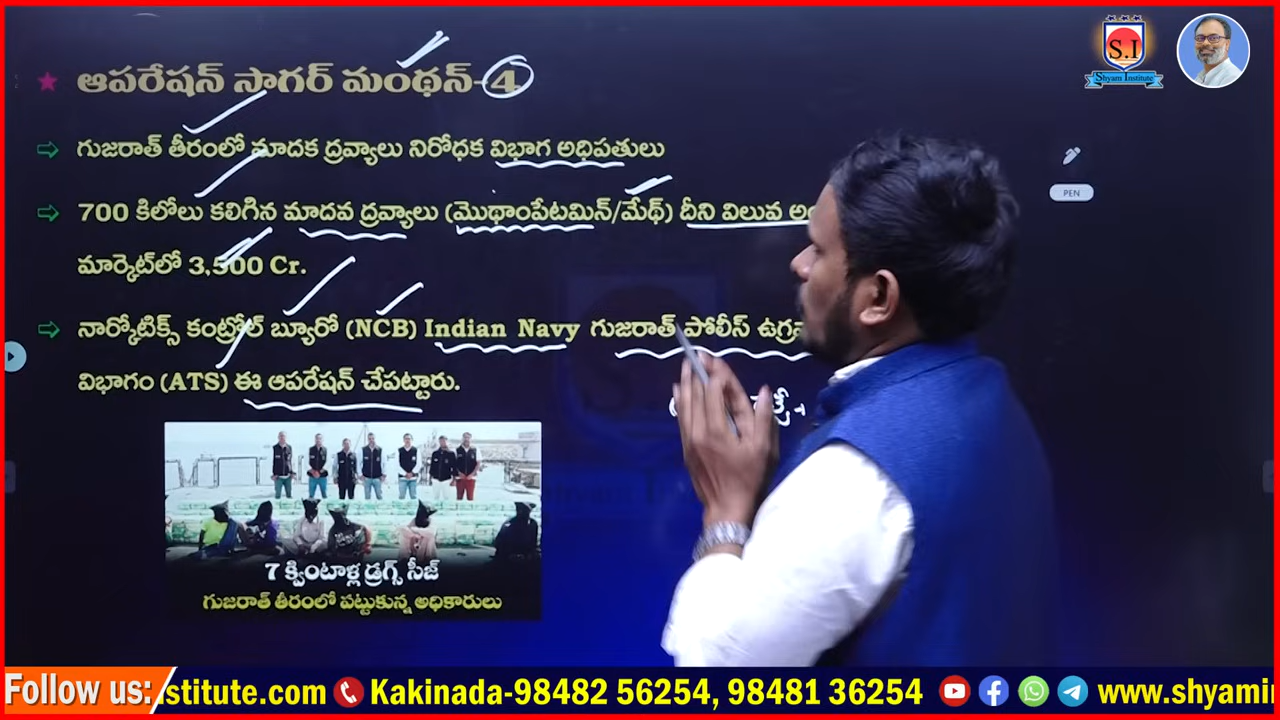 S.I
Shyam Institute
ఆపరేషన్ సాగర్ మంథన్-4
గుజరాత్ తీరంలో మాదక ద్రవ్యాలు నిరోధక విభాగ అధిపతులు
700 కిలోలు కలిగిన మాదవ ద్రవ్యాలు (మొథాంపేటమిన్/మేథ్) దీని విలువ
మార్కెట్‌లో 3,500 Cr.
నార్కోటిక్స్ కంట్రోల్ బ్యూరో (NCB) Indian Navy గుజరాత్ పోలీస్
విభాగం (ATS) ఈ ఆపరేషన్ చేపట్టారు.
PEN
7 క్వింటాళ్ల డ్రగ్స్ సీజ్
గుజరాత్ తీరంలో పట్టుకున్న అధికారులు
Follow us: stitute.com Kakinada-98482 56254, 98481 36254 www.shyamin